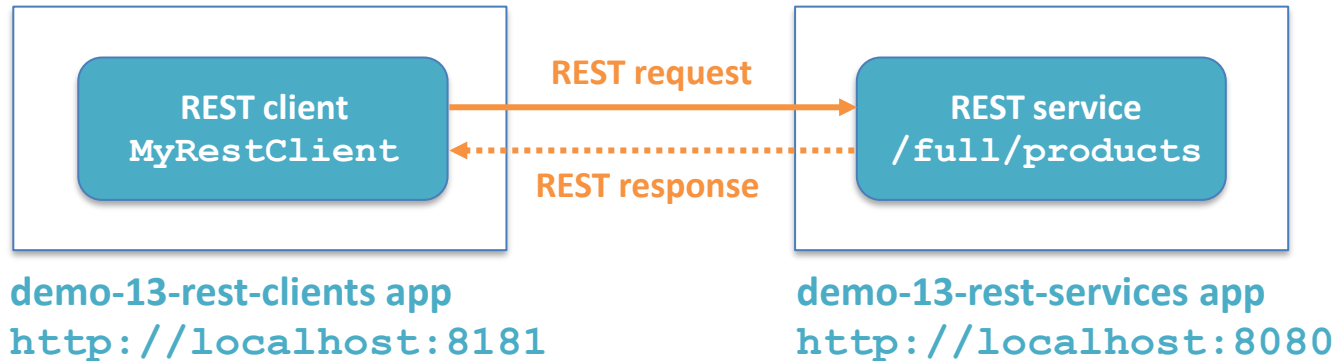 REST client
MyRestClient
REST request
REST response
REST service
/full/products
demo-13-rest-clients app
http://localhost:8181
demo-13-rest-services app
http://localhost:8080